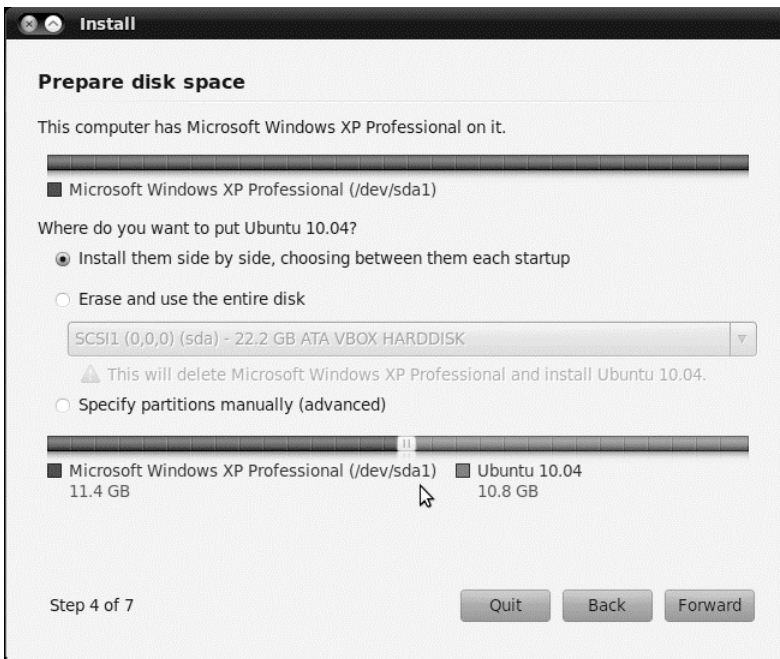 Install
Prepare disk space
This computer has Microsoft Windows XP Professional on it.
Microsoft Windows XP Professional (/dev/sda1)
Where do you want to put Ubuntu 10.04?
Install them side by side, choosing between them each startup
Erase and use the entire disk
SCSI1 (0,0,0) (sda) - 22.2 GB ATA VBOX HARDDISK
This will delete Microsoft Windows XP Professional and install Ubuntu 10.04.
Specify partitions manually (advanced)
Microsoft Windows XP Professional (/dev/sda1) Ubuntu 10.04
11.4 GB 10.8 GB
Step 4 of 7 Quit Back Forward